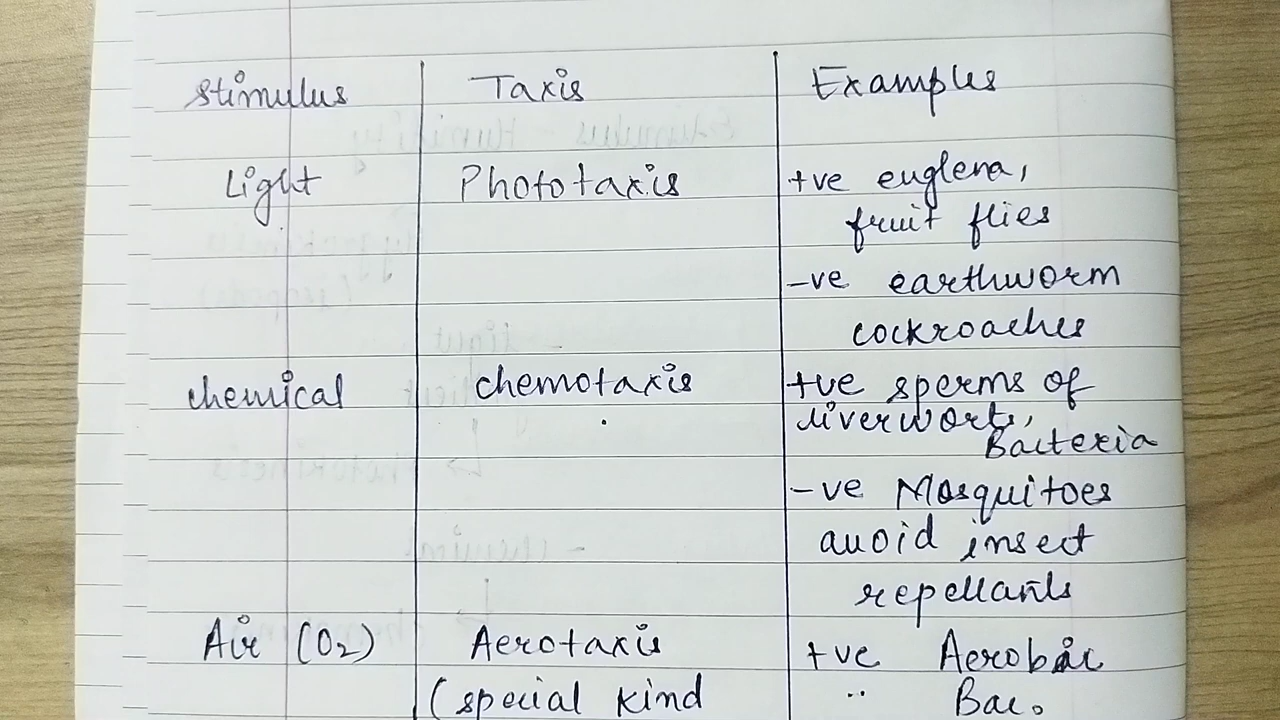 Stimulus Taxis Examples
Light Phototaxis +ve euglena,
fruit flies
-ve earthworm
cockroaches
chemical chemotaxis +ve sperms of
liverworts,
Bacteria
-ve Mosquitoes
avoid insect
repellants
Air (O₂) Aerotaxis +ve Aerobic
(special kind Bac.